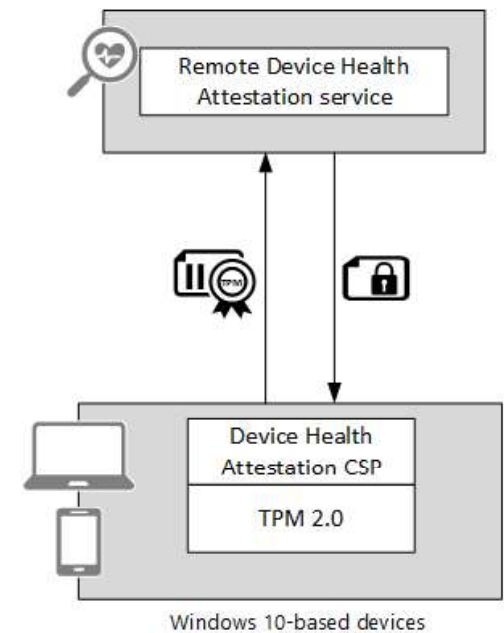 Remote Device Health
Attestation service
TPM
Device Health
Attestation CSP
TPM 2.0
Windows 10-based devices